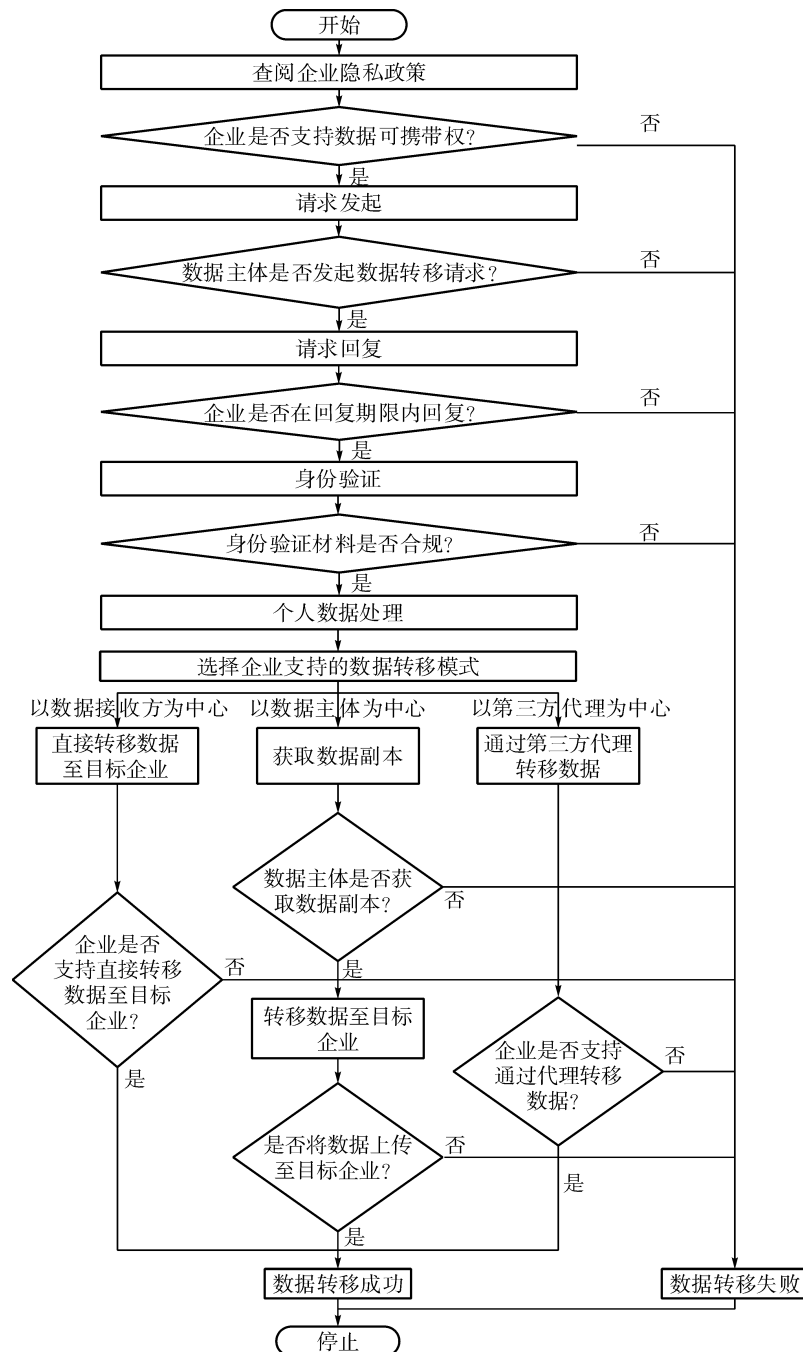 开始
查阅企业隐私政策
企业是否支持数据可携带权?
否
是
请求发起
数据主体是否发起数据转移请求?
否
是
请求回复
企业是否在回复期限内回复?
否
是
身份验证
身份验证材料是否合规?
否
是
个人数据处理
选择企业支持的数据转移模式
以数据接收方为中心
以数据主体为中心
以第三方代理为中心
直接转移数据
至目标企业
获取数据副本
通过第三方代理
转移数据
数据主体是否获
取数据副本?
否
是
企业是否
支持直接转移
数据至目标
企业?
否
是
转移数据至目标
企业
企业是否支持
通过代理转移
数据?
否
是
是否将数据上传
至目标企业?
否
是
数据转移成功
数据转移失败
停止